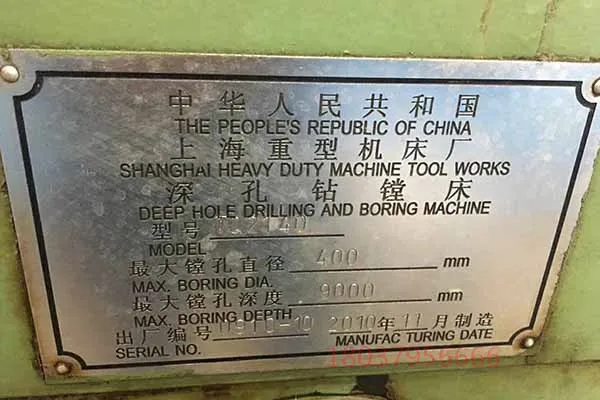 中华人民共和国
THE PEOPLE'S REPUBLIC OF CHINA
上海重型机床厂
SHANGHAI HEAVY DUTY MACHINE TOOL WORKS
深孔钻镗床
DEEP HOLE DRILLING AND BORING MACHINE
型号
MODEL
最大镗孔直径 400 mm
MAX. BORING DIA.
最大镗孔深度 9000 mm
MAX. BORING DEPTH
出厂编号 2010年11月制造
SERIAL NO. MANUFAC TURING DATE
18037956666